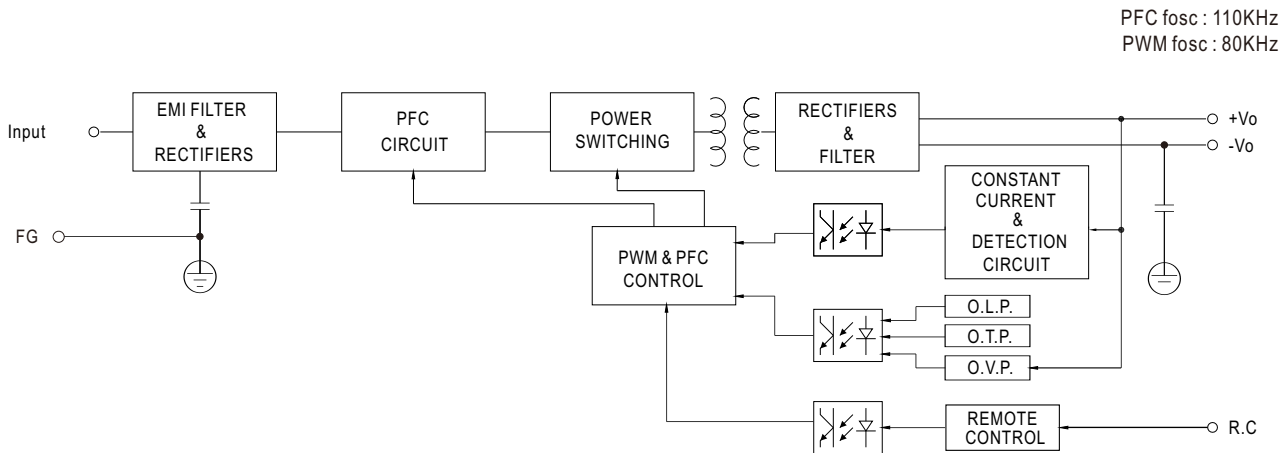 PFC fosc : 110KHz
PWM fosc : 80KHz
EMI FILTER
&
RECTIFIERS
PFC
CIRCUIT
POWER
SWITCHING
RECTIFIERS
&
FILTER
Input
+Vo
-Vo
CONSTANT
CURRENT
&
DETECTION
CIRCUIT
FG
PWM & PFC
CONTROL
O.L.P.
O.T.P.
O.V.P.
REMOTE
CONTROL
R.C